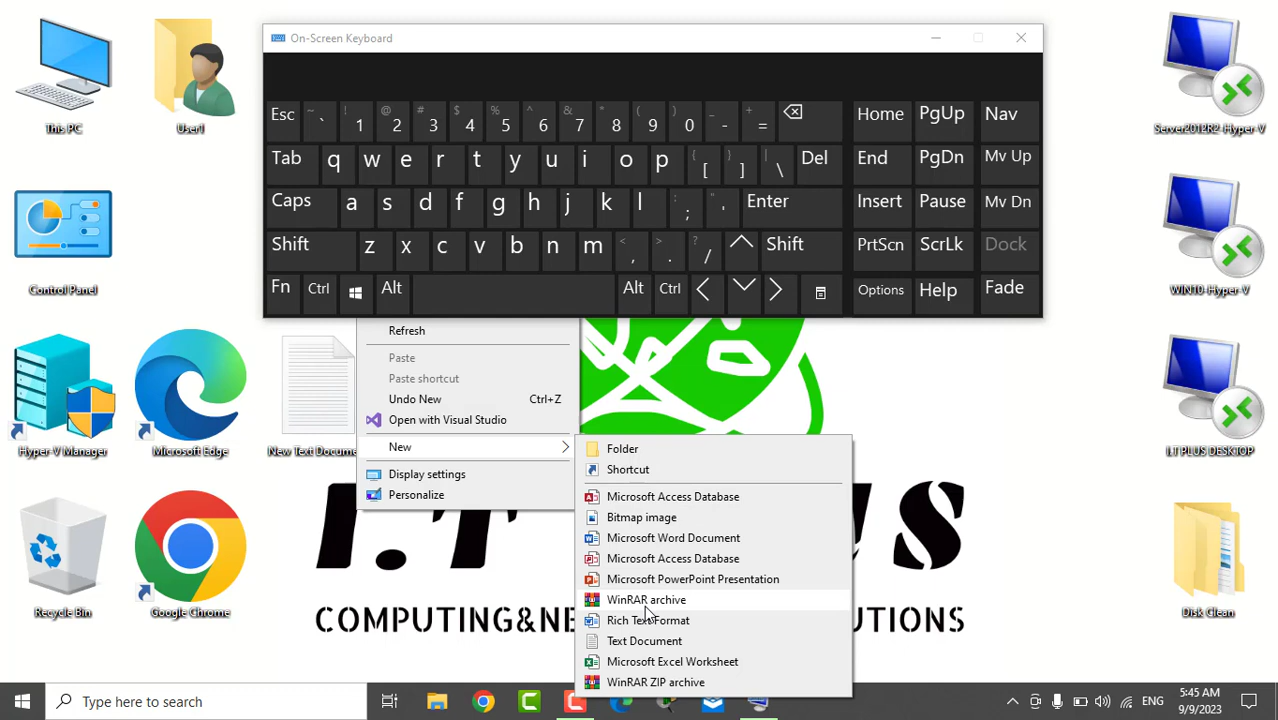 On-Screen Keyboard
Esc ~ ` ! 1 @ 2 # 3 $ 4 % 5 ^ 6 & 7 * 8 ( 9 ) 0 _ - + = Home PgUp Nav
Tab q w e r t y u i o p { [ } ] | \ Del End PgDn Mv Up
Caps a s d f g h j k l : ; " ' Enter Insert Pause Mv Dn
Shift z x c v b n m < , > . ? / Shift PrtScn ScrLk Dock
Fn Ctrl Alt Alt Ctrl Options Help Fade
This PC
User1
Server2012R2-Hyper-V
Control Panel
WIN10-Hyper-V
Hyper-V Manager
Microsoft Edge
New Text Docume
I.T PLUS DESKTOP
Recycle Bin
Google Chrome
Disk Clean
Refresh
Paste
Paste shortcut
Undo New Ctrl+Z
Open with Visual Studio
New
Display settings
Personalize
Folder
Shortcut
Microsoft Access Database
Bitmap image
Microsoft Word Document
Microsoft Access Database
Microsoft PowerPoint Presentation
WinRAR archive
Rich Text Format
Text Document
Microsoft Excel Worksheet
WinRAR ZIP archive
I.T US
COMPUTING&NE OLUTIONS
Type here to search
ENG
5:45 AM
9/9/2023